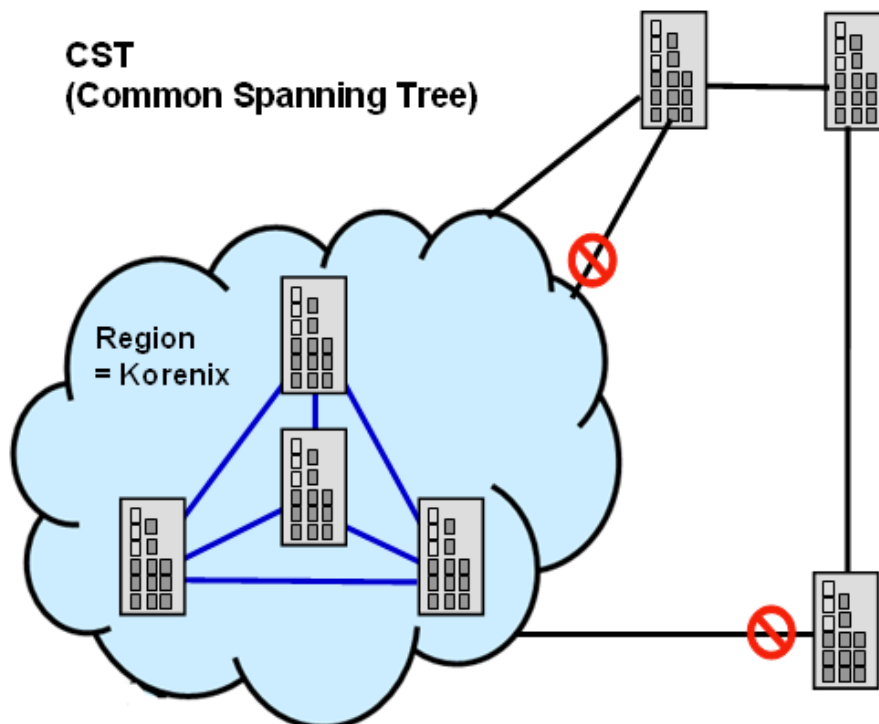 CST
(Common Spanning Tree)
Region
= Korenix